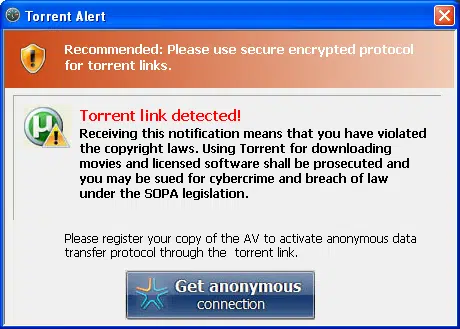 Torrent Alert
Recommended: Please use secure encrypted protocol
for torrent links.
Torrent link detected!
Receiving this notification means that you have violated
the copyright laws. Using Torrent for downloading
movies and licensed software shall be prosecuted and
you may be sued for cybercrime and breach of law
under the SOPA legislation.
Please register your copy of the AV to activate anonymous data
transfer protocol through the torrent link.
Get anonymous
connection